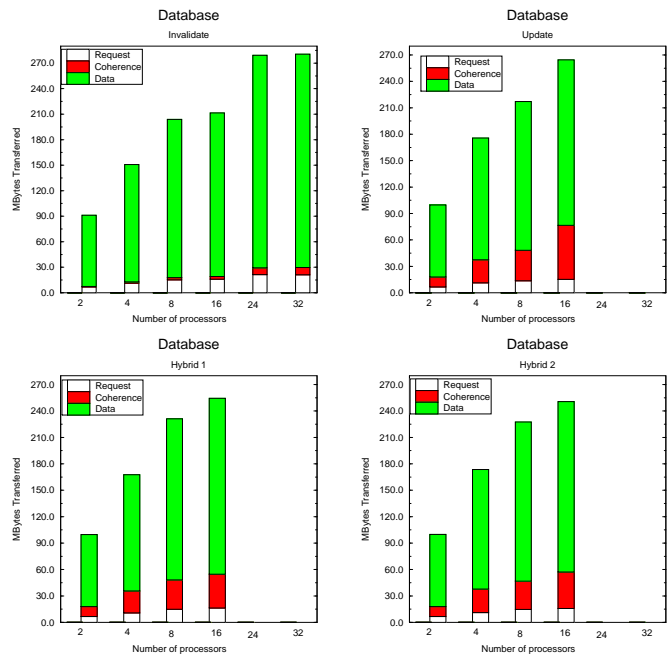 Database
Invalidate
Request
Coherence
Data
MBytes Transferred
270.0
240.0
210.0
180.0
150.0
120.0
90.0
60.0
30.0
0.0
2 4 8 16 24 32
Number of processors
Database
Update
Request
Coherence
Data
MBytes Transferred
270.0
240.0
210.0
180.0
150.0
120.0
90.0
60.0
30.0
0.0
2 4 8 16 24 32
Number of processors
Database
Hybrid 1
Request
Coherence
Data
MBytes Transferred
270.0
240.0
210.0
180.0
150.0
120.0
90.0
60.0
30.0
0.0
2 4 8 16 24 32
Number of processors
Database
Hybrid 2
Request
Coherence
Data
MBytes Transferred
270.0
240.0
210.0
180.0
150.0
120.0
90.0
60.0
30.0
0.0
2 4 8 16 24 32
Number of processors